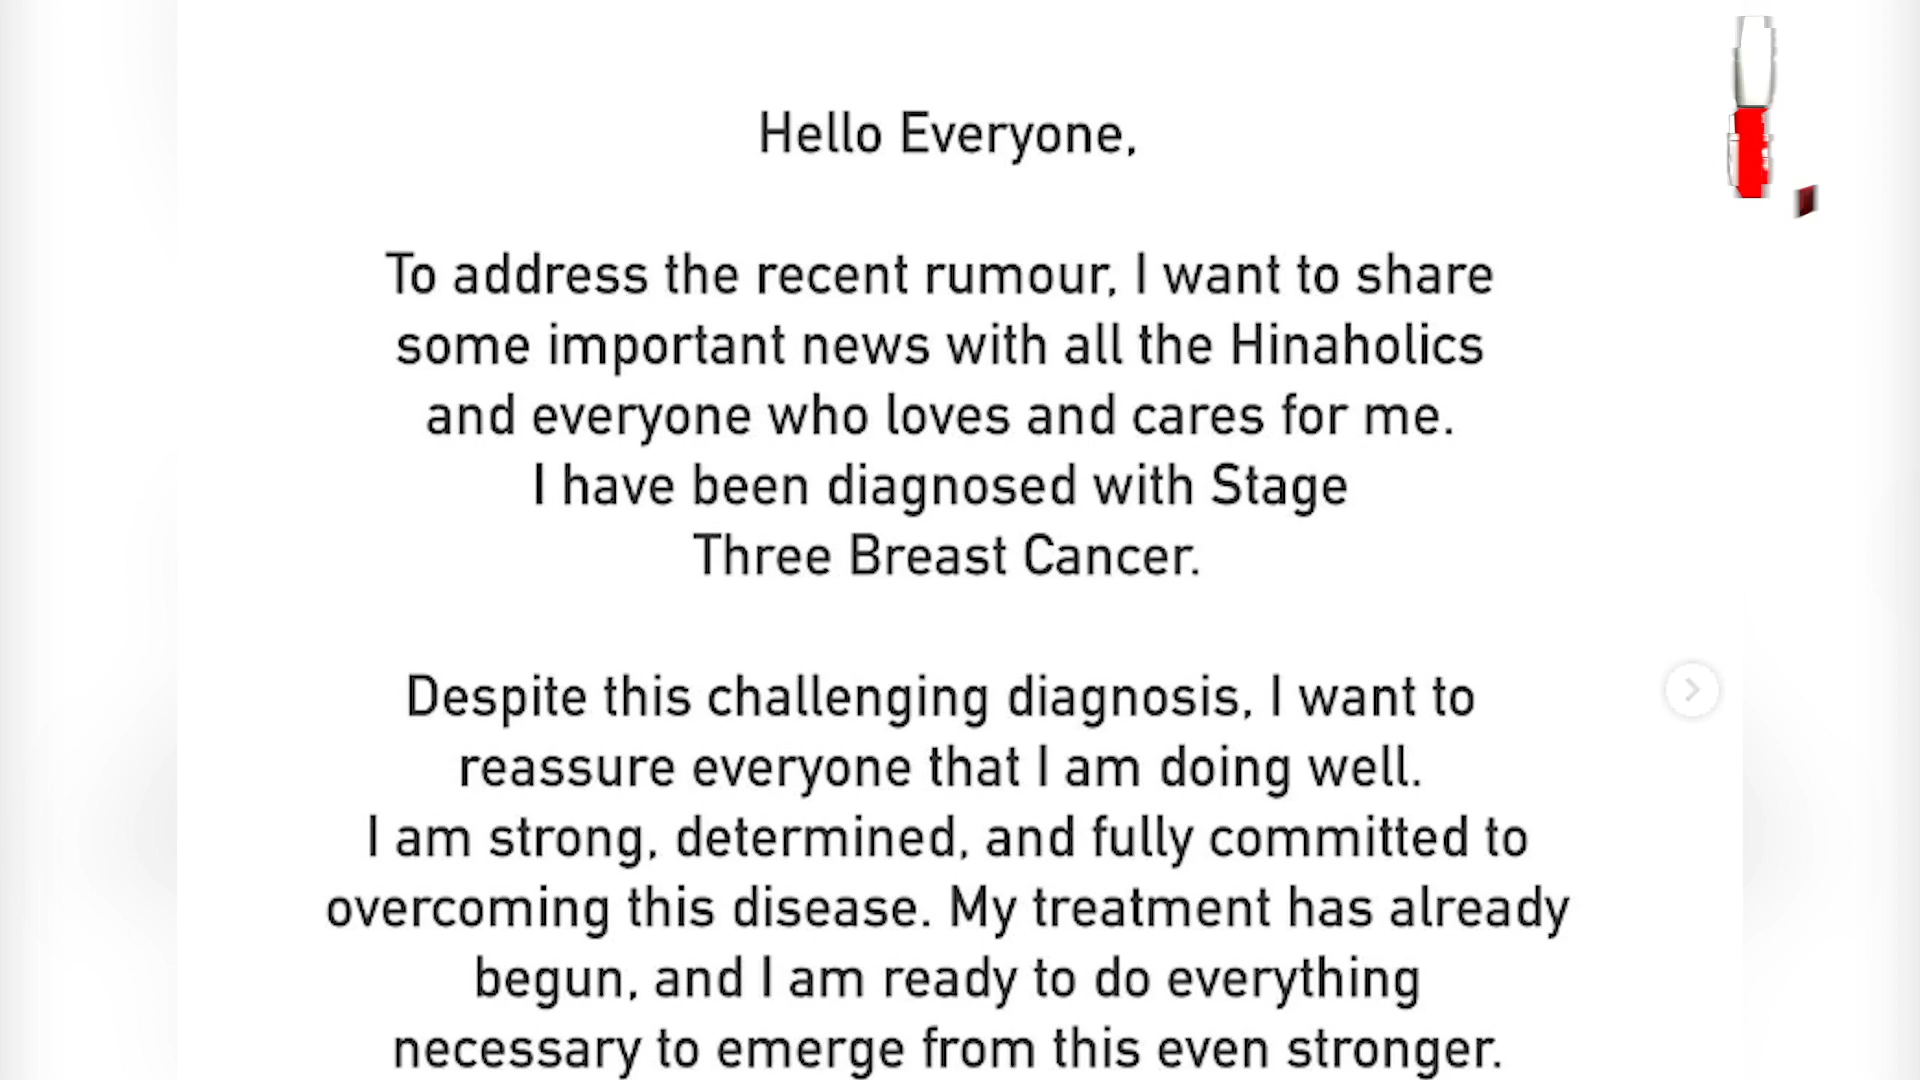 Hello Everyone,
To address the recent rumour, I want to share
some important news with all the Hinaholics
and everyone who loves and cares for me.
I have been diagnosed with Stage
Three Breast Cancer.
Despite this challenging diagnosis, I want to
reassure everyone that I am doing well.
I am strong, determined, and fully committed to
overcoming this disease. My treatment has already
begun, and I am ready to do everything
necessary to emerge from this even stronger.